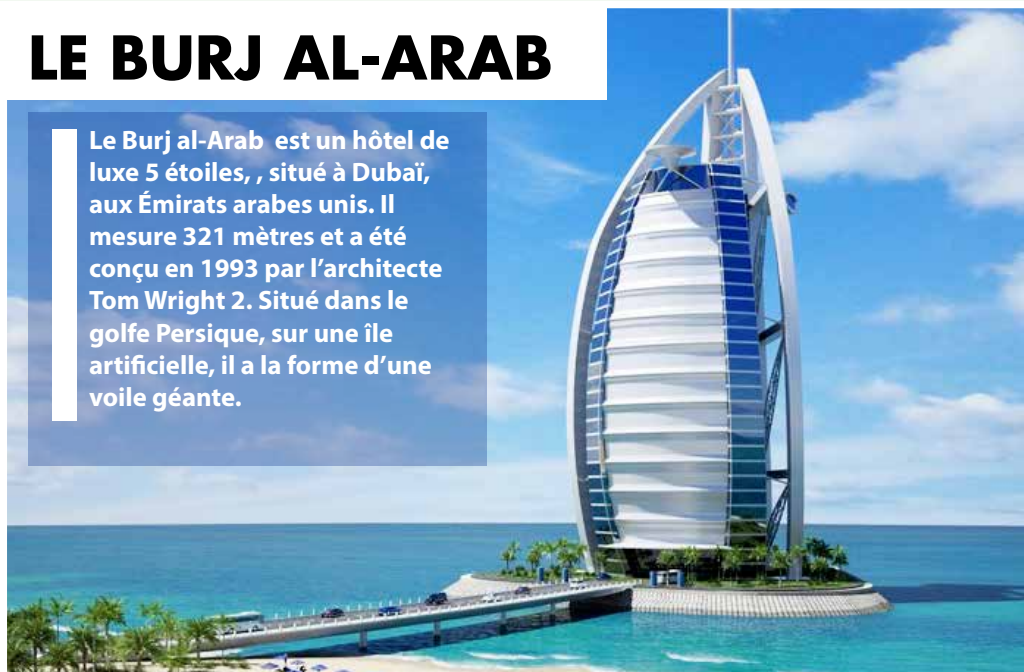 LE BURJ AL-ARAB
Le Burj al-Arab  est un hôtel de
luxe 5 étoiles, , situé à Dubaï,
aux Émirats arabes unis. Il
mesure 321 mètres et a été
conçu en 1993 par l’architecte
Tom Wright 2. Situé dans le
golfe Persique, sur une île
artificielle, il a la forme d’une
voile géante.